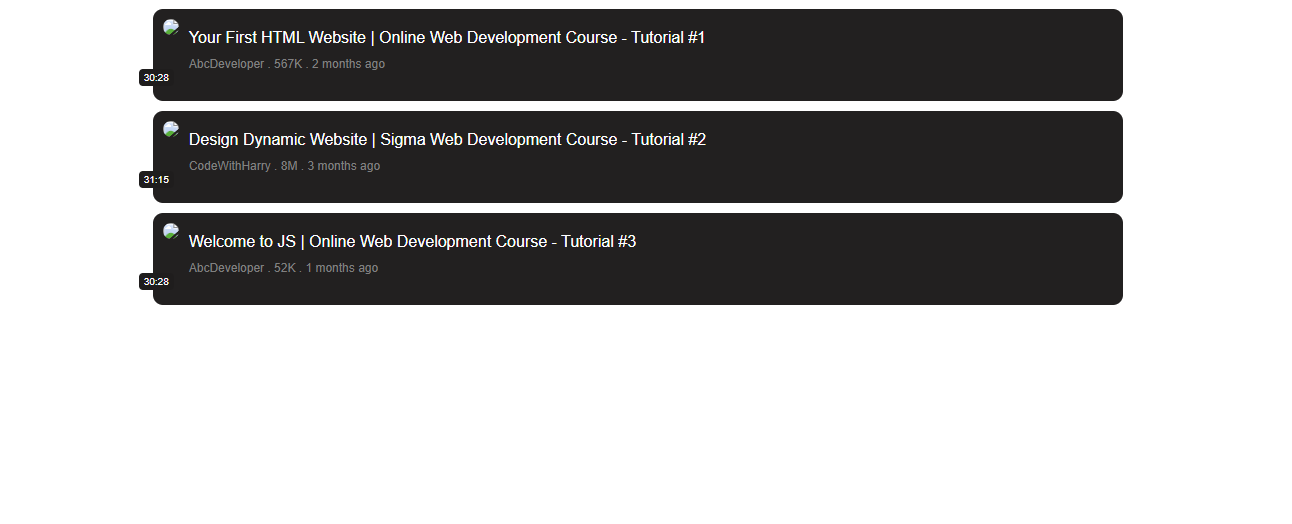 Your First HTML Website | Online Web Development Course - Tutorial #1
AbcDeveloper . 567K . 2 months ago
30:28
Design Dynamic Website | Sigma Web Development Course - Tutorial #2
CodeWithHarry . 8M . 3 months ago
31:15
Welcome to JS | Online Web Development Course - Tutorial #3
AbcDeveloper . 52K . 1 months ago
30:28